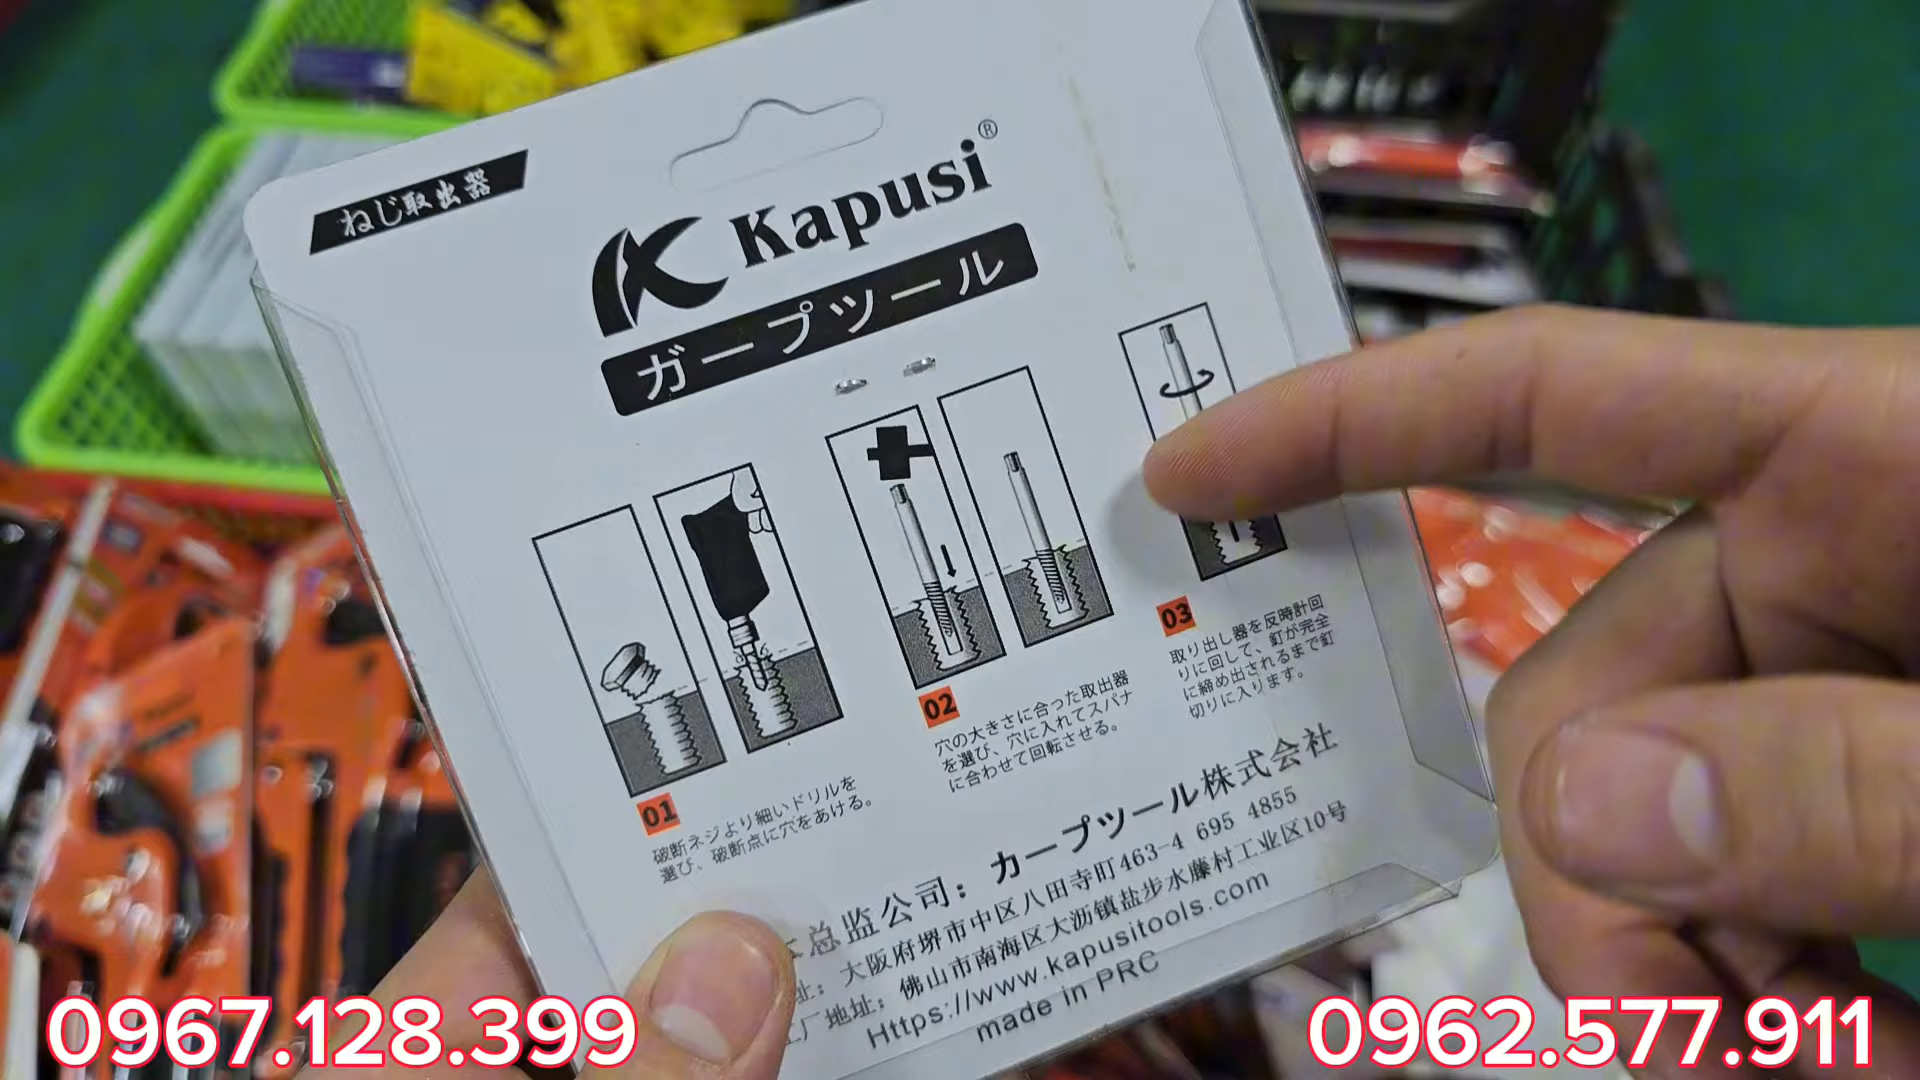 ねじ取出器
Kapusi®
ガープツール
01
破断ネジより細いドリルを
選び、破断点に穴をあける。
02
穴の大きさに合った取出器
を選び、穴に入れてスパナ
に合わせて回転させる。
03
取り出し器を反時計回
りに回して、釘が完全
に締め出されるまで釘
切りに入ります。
总监公司：カープツール株式会社
址：大阪府堺市中区八田寺町463-4 695 4855
厂地址：佛山市南海区大沥镇盐步水藤村工业区10号
Https://www.kapusitools.com
made in PRC
0967.128.399
0962.577.911